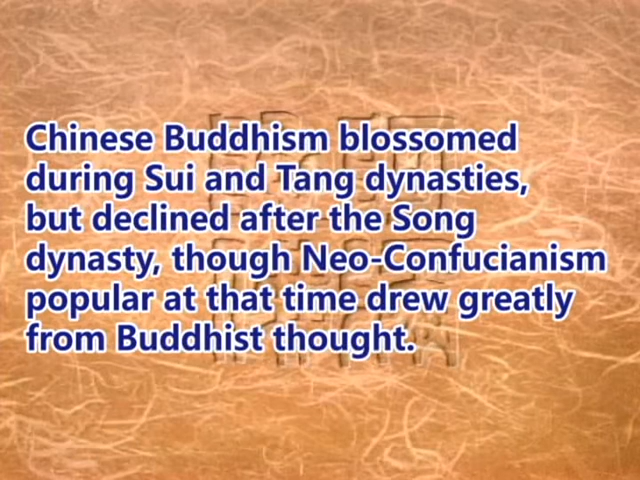 Chinese Buddhism blossomed
during Sui and Tang dynasties,
but declined after the Song
dynasty, though Neo-Confucianism
popular at that time drew greatly
from Buddhist thought.